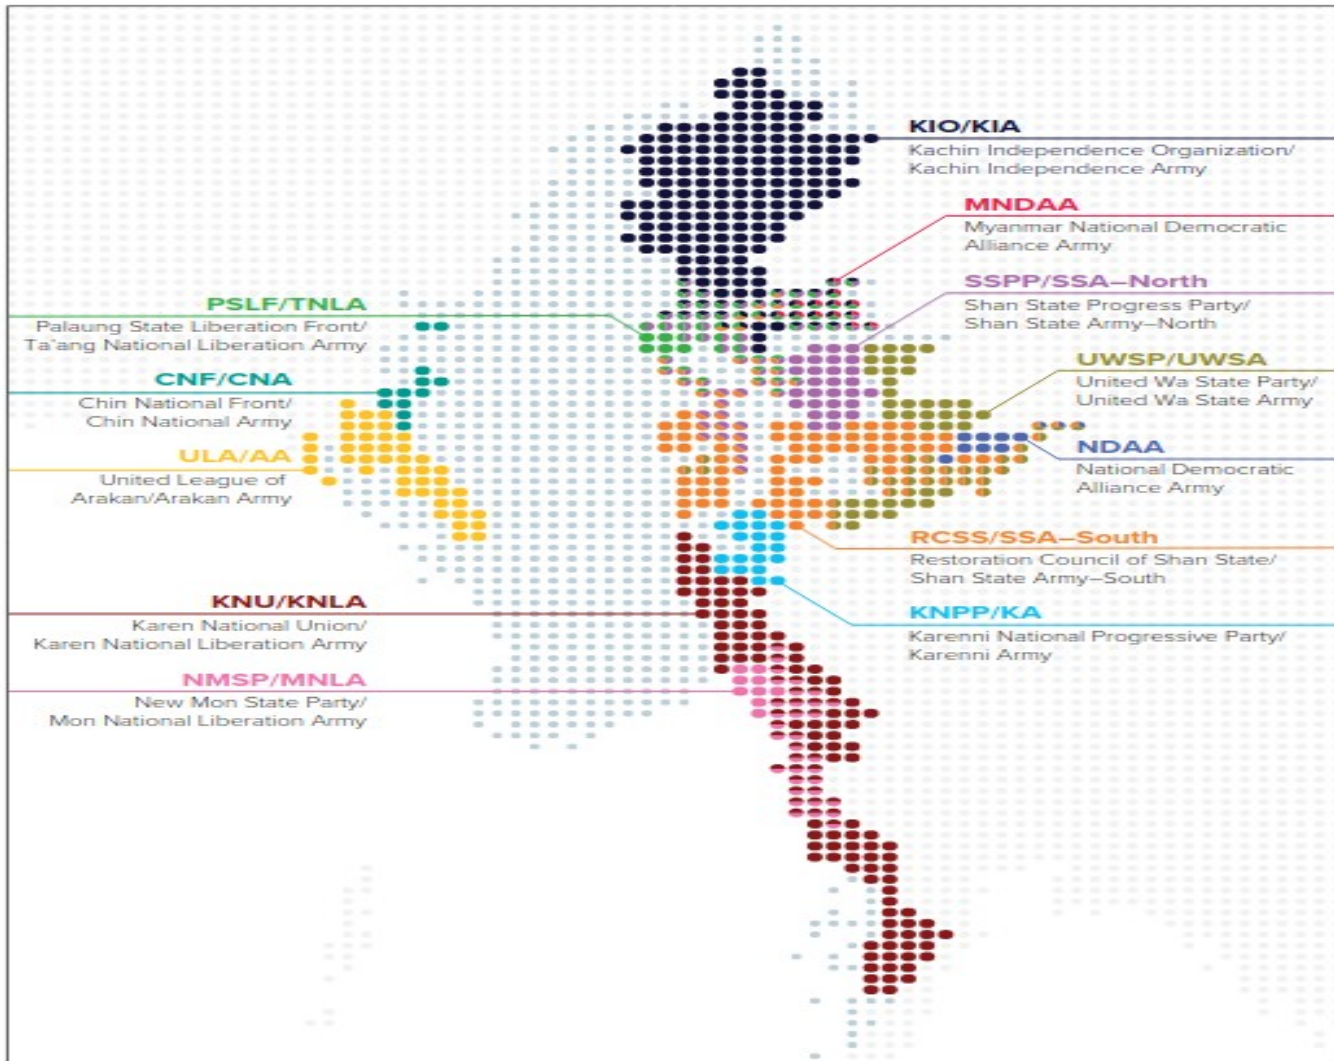 KIO/KIA
Kachin Independence Organization/
Kachin Independence Army
MNDAA
Myanmar National Democratic
Alliance Army
SSPP/SSA–North
Shan State Progress Party/
Shan State Army–North
UWSP/UWSA
United Wa State Party/
United Wa State Army
NDAA
National Democratic
Alliance Army
RCSS/SSA–South
Restoration Council of Shan State/
Shan State Army–South
KNPP/KA
Karenni National Progressive Party/
Karenni Army
PSLF/TNLA
Palaung State Liberation Front/
Ta'ang National Liberation Army
CNF/CNA
Chin National Front/
Chin National Army
ULA/AA
United League of
Arakan/Arakan Army
KNU/KNLA
Karen National Union/
Karen National Liberation Army
NMSP/MNLA
New Mon State Party/
Mon National Liberation Army